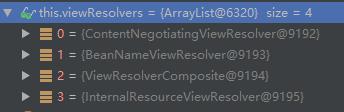 this.viewResolvers = {ArrayList@6320} size = 4
0 = {ContentNegotiatingViewResolver@9192}
1 = {BeanNameViewResolver@9193}
2 = {ViewResolverComposite@9194}
3 = {InternalResourceViewResolver@9195}